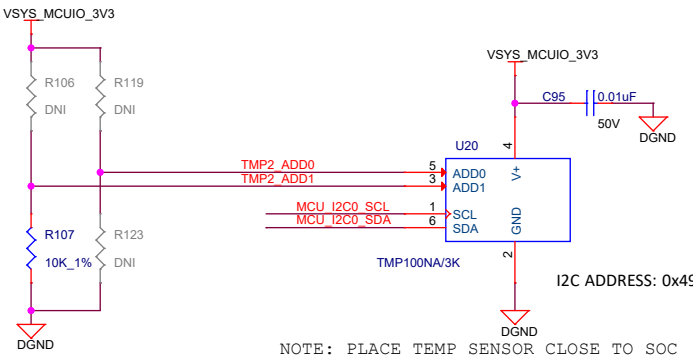 VSYS_MCUIO_3V3
VSYS_MCUIO_3V3
R106
DNI
R119
DNI
C95
0.01uF
50V
DGND
U20
4
V+
TMP2_ADD0
5
ADD0
TMP2_ADD1
3
ADD1
MCU_I2C0_SCL
1
SCL
MCU_I2C0_SDA
6
SDA
GND
2
R107
10K_1%
R123
DNI
TMP100NA/3K
I2C ADDRESS: 0x49
DGND
DGND
NOTE: PLACE TEMP SENSOR CLOSE TO SOC